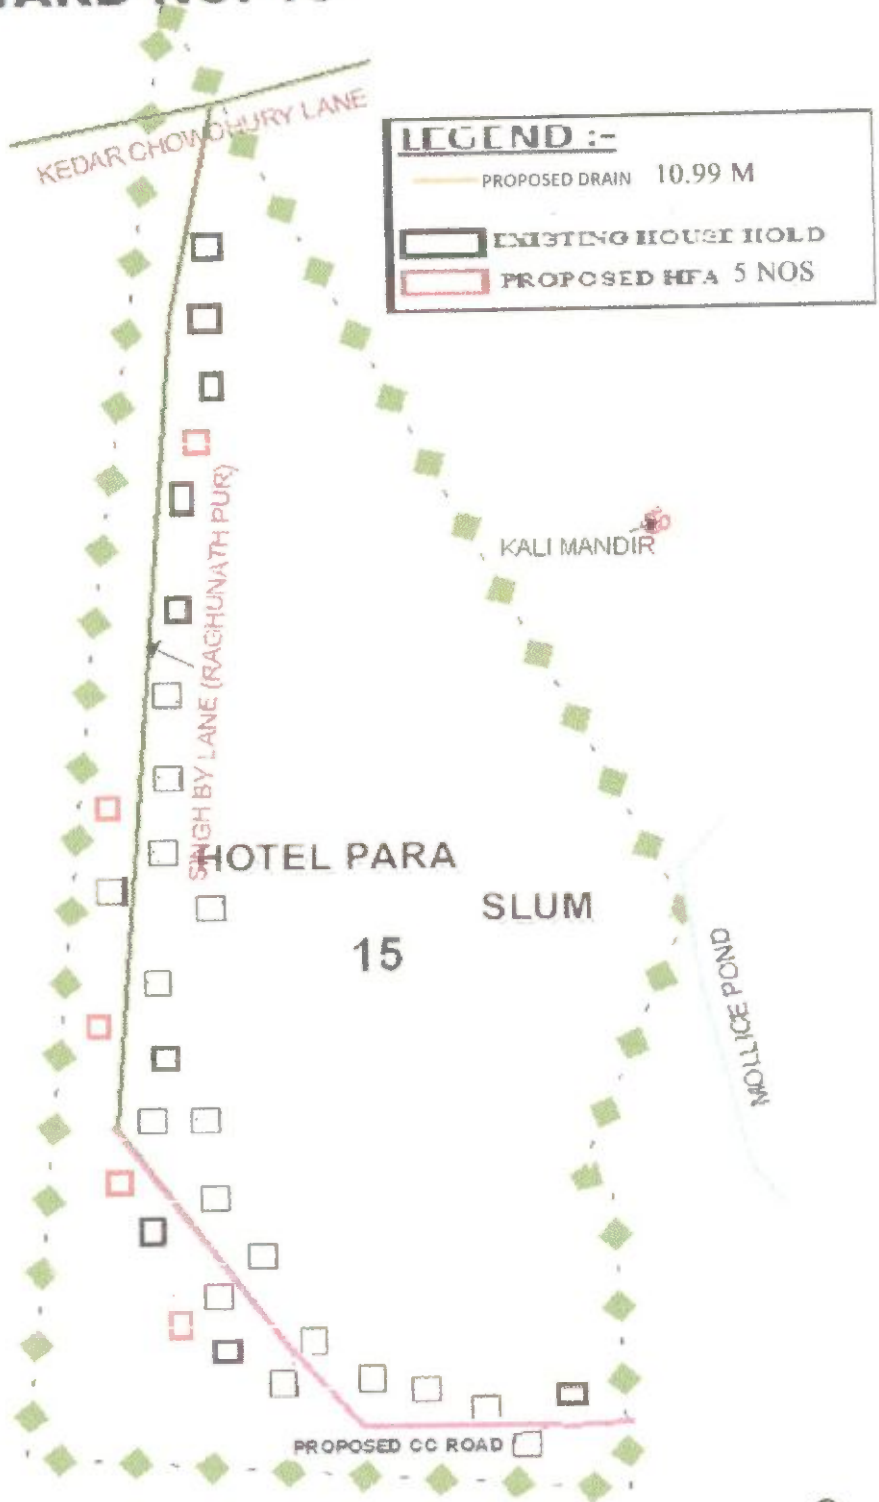 KEDAR CHOWDHURY LANE
LEGEND :-
PROPOSED DRAIN 10.99 M
EXISTING HOUSE HOLD
PROPOSED HFA 5 NOS
KALI MANDIR
SINGH BY LANE (RAGHUNATH PUR)
HOTEL PARA
SLUM
15
MOLLICE POND
PROPOSED CC ROAD